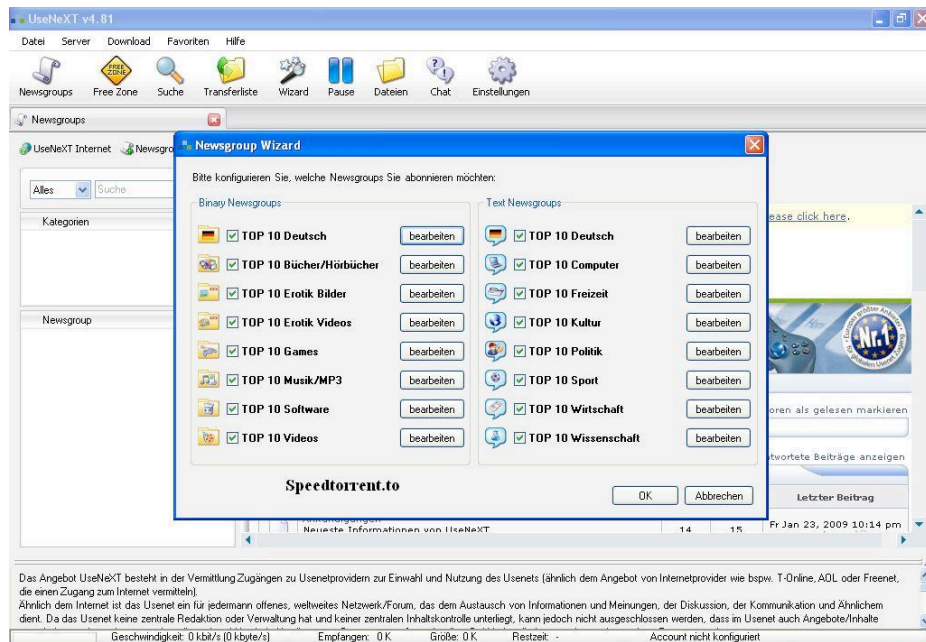 UseNeXT v4.81
Datei Server Download Favoriten Hilfe
FREE ZONE
Newsgroups Free Zone Suche Transferliste Wizard Pause Dateien Chat Einstellungen
Newsgroups
UseNeXT Internet Newsgro
Alles Suche
Kategorien
Newsgroup
Newsgroup Wizard
Bitte konfigurieren Sie, welche Newsgroups Sie abonnieren möchten:
Binary Newsgroups
TOP 10 Deutsch bearbeiten
TOP 10 Bücher/Hörbücher bearbeiten
TOP 10 Erotik Bilder bearbeiten
TOP 10 Erotik Videos bearbeiten
TOP 10 Games bearbeiten
TOP 10 Musik/MP3 bearbeiten
TOP 10 Software bearbeiten
TOP 10 Videos bearbeiten
Text Newsgroups
TOP 10 Deutsch bearbeiten
TOP 10 Computer bearbeiten
TOP 10 Freizeit bearbeiten
TOP 10 Kultur bearbeiten
TOP 10 Politik bearbeiten
TOP 10 Sport bearbeiten
TOP 10 Wirtschaft bearbeiten
TOP 10 Wissenschaft bearbeiten
Speedtorrent.to
OK Abbrechen
ease click here.
Nr.1
oren als gelesen markieren
twortete Beiträge anzeigen
Letzter Beitrag
Ankündigungen
Neueste Informationen von UseNeXT 14 15 Fr Jan 23, 2009 10:14 pm
Das Angebot UseNeXT besteht in der Vermittlung Zugängen zu Usenetprovidern zur Einwahl und Nutzung des Usenets (ähnlich dem Angebot von Internetprovider wie bspw. T-Online, AOL oder Freenet,
die einen Zugang zum Internet vermitteln).
Ähnlich dem Internet ist das Usenet ein für jedermann offenes, weltweites Netzwerk/Forum, das dem Austausch von Informationen und Meinungen, der Diskussion, der Kommunikation und Ähnlichem
dient. Da das Usenet keine zentrale Redaktion oder Verwaltung hat und keiner zentralen Inhaltskontrolle unterliegt, kann jedoch nicht ausgeschlossen werden, dass im Usenet auch Angebote/Inhalte
Geschwindigkeit: 0 kbit/s (0 kbyte/s) Empfangen: 0 K Größe: 0 K Restzeit: - Account nicht konfiguriert